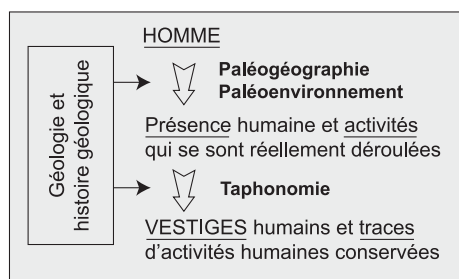 HOMME
Géologie et
histoire géologique
Paléogéographie
Paléoenvironnement
Présence humaine et activités
qui se sont réellement déroulées
Taphonomie
VESTIGES humains et traces
d'activités humaines conservées